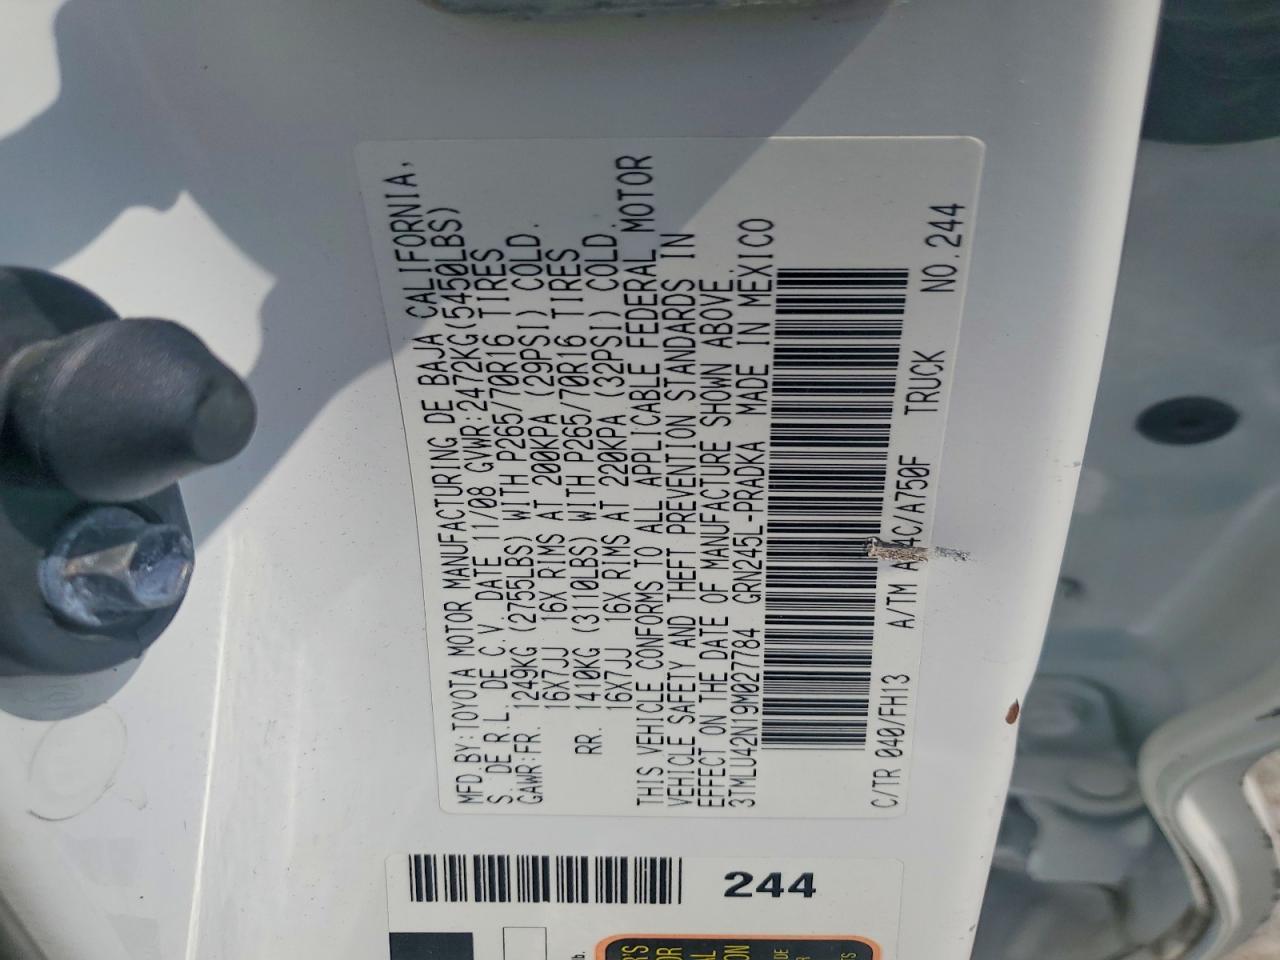 MFD BY:TOYOTA MOTOR MANUFACTURING DE BAJA CALIFORNIA,
S. DE R.L. DE C.V. DATE 11/08 GVWR:2472KG(5450LBS)
GAWR:FR. 1249KG (2755LBS) WITH P265/70R16 TIRES
16X7JJ 16X RIMS AT 200KPA (29PSI) COLD.
RR. 1410KG (3110LBS) WITH P265/70R16 TIRES
16X7JJ 16X RIMS AT 220KPA (32PSI) COLD.
THIS VEHICLE CONFORMS TO ALL APPLICABLE FEDERAL MOTOR
VEHICLE SAFETY AND THEFT PREVENTION STANDARDS IN
EFFECT ON THE DATE OF MANUFACTURE SHOWN ABOVE.
3TMLU42N19M027784 GRN245L-PRADKA MADE IN MEXICO
C/TR 040/FH13 A/TM A 4C/A750F TRUCK NO.244
244